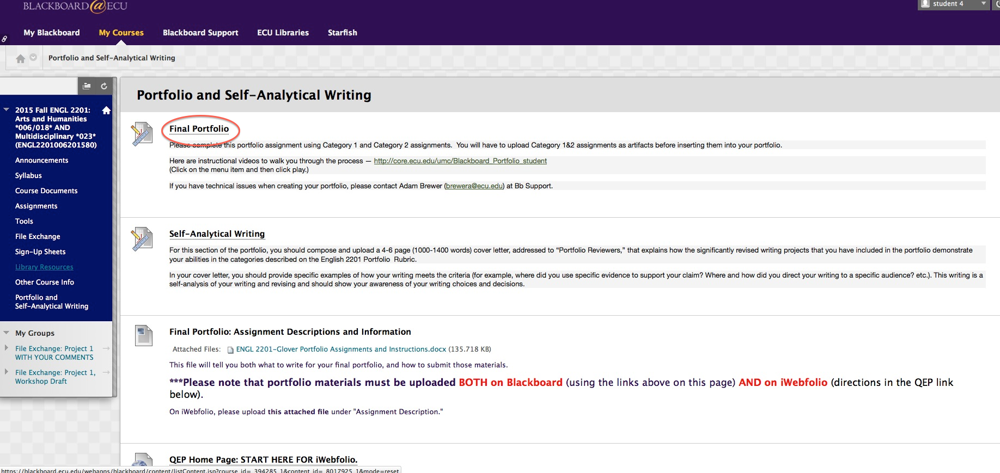 BLACKBOARD@ECU
student 4
My Blackboard My Courses Blackboard Support ECU Libraries Starfish
Portfolio and Self-Analytical Writing
2015 Fall ENGL 2201:
Arts and Humanities
*006/018* AND
Multidisciplinary *023*
(ENGL2201006201580)
Announcements
Syllabus
Course Documents
Assignments
Tools
File Exchange
Sign-Up Sheets
Library Resources
Other Course Info
Portfolio and
Self-Analytical Writing
My Groups
File Exchange: Project 1
WITH YOUR COMMENTS
File Exchange: Project 1,
Workshop Draft
Portfolio and Self-Analytical Writing
Final Portfolio
Please complete this portfolio assignment using Category 1 and Category 2 assignments.  You will have to upload Category 1&2 assignments as artifacts before inserting them into your portfolio.
Here are instructional videos to walk you through the process — http://core.ecu.edu/umc/Blackboard_Portfolio_student
(Click on the menu item and then click play.)
If you have technical issues when creating your portfolio, please contact Adam Brewer (brewera@ecu.edu) at Bb Support.
Self-Analytical Writing
For this section of the portfolio, you should compose and upload a 4-6 page (1000-1400 words) cover letter, addressed to “Portfolio Reviewers,” that explains how the significantly revised writing projects that you have included in the portfolio demonstrate
your abilities in the categories described on the English 2201 Portfolio  Rubric.
In your cover letter, you should provide specific examples of how your writing meets the criteria (for example, where did you use specific evidence to support your claim? Where and how did you direct your writing to a specific audience? etc.). This writing is a
self-analysis of your writing and revising and should show your awareness of your writing choices and decisions.
Final Portfolio: Assignment Descriptions and Information
Attached Files: ENGL 2201-Glover Portfolio Assignments and Instructions.docx (135.718 KB)
This file will tell you both what to write for your final portfolio, and how to submit those materials.
***Please note that portfolio materials must be uploaded BOTH on Blackboard (using the links above on this page) AND on iWebfolio (directions in the QEP link
below).
On iWebfolio, please upload this attached file under "Assignment Description."
QEP Home Page: START HERE FOR iWebfolio.
https://blackboard.ecu.edu/webapps/blackboard/content/listContent.jsp?course_id=_394285_1&content_id=_8017925_1&mode=reset